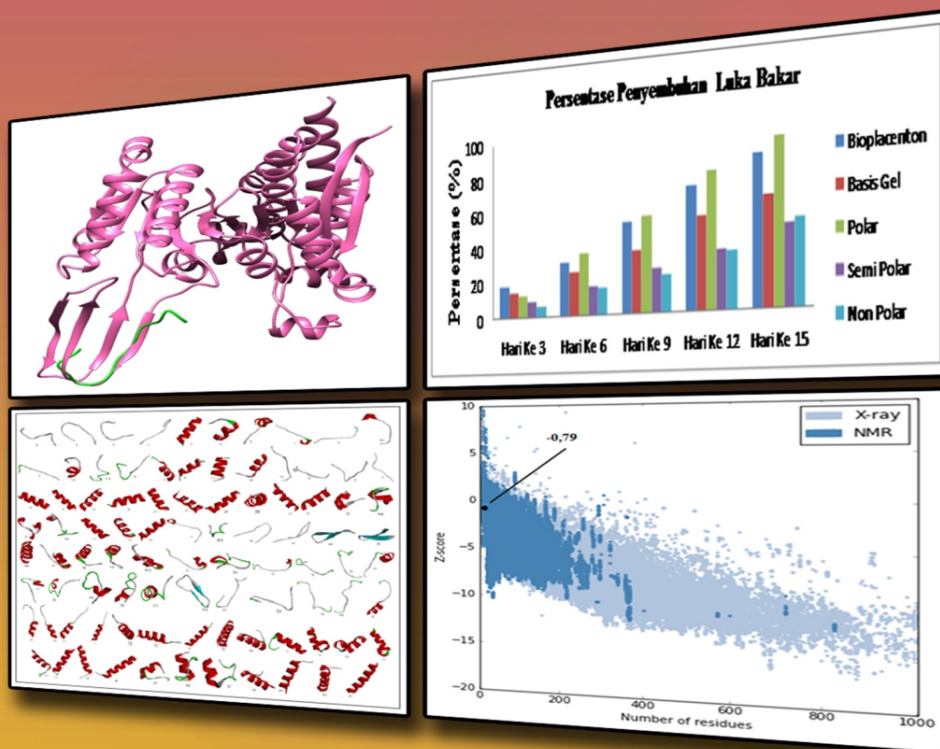 Persentase Penyembuhan Luka Bakar
Persentase (%)
100
80
60
40
20
0
Hari Ke 3 Hari Ke 6 Hari Ke 9 Hari Ke 12 Hari Ke 15
Bioplacenton
Basis Gel
Polar
Semi Polar
Non Polar
10
5
0
−5
−10
−15
−20
Z-score
-0,79
X-ray
NMR
0 200 400 600 800 1000
Number of residues